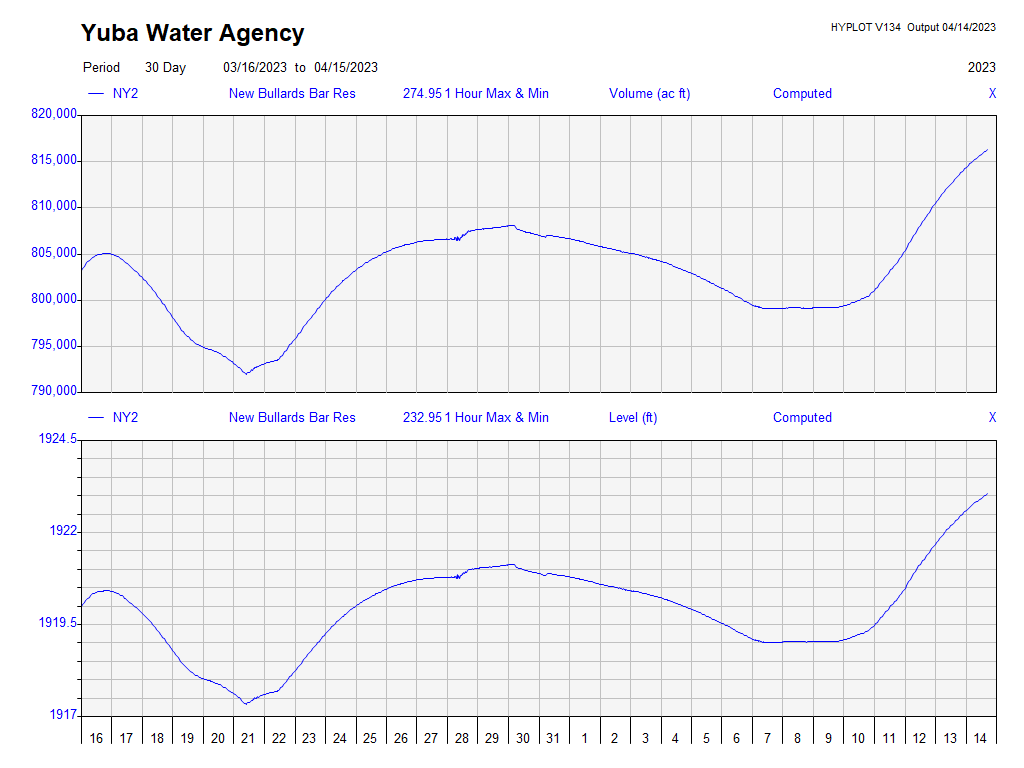 Yuba Water Agency
HYPLOT V134 Output 04/14/2023
Period 30 Day 03/16/2023 to 04/15/2023 2023
NY2 New Bullards Bar Res 274.95 1 Hour Max & Min Volume (ac ft) Computed X
820,000
815,000
810,000
805,000
800,000
795,000
790,000
NY2 New Bullards Bar Res 232.95 1 Hour Max & Min Level (ft) Computed X
1924.5
1922
1919.5
1917
16 17 18 19 20 21 22 23 24 25 26 27 28 29 30 31 1 2 3 4 5 6 7 8 9 10 11 12 13 14